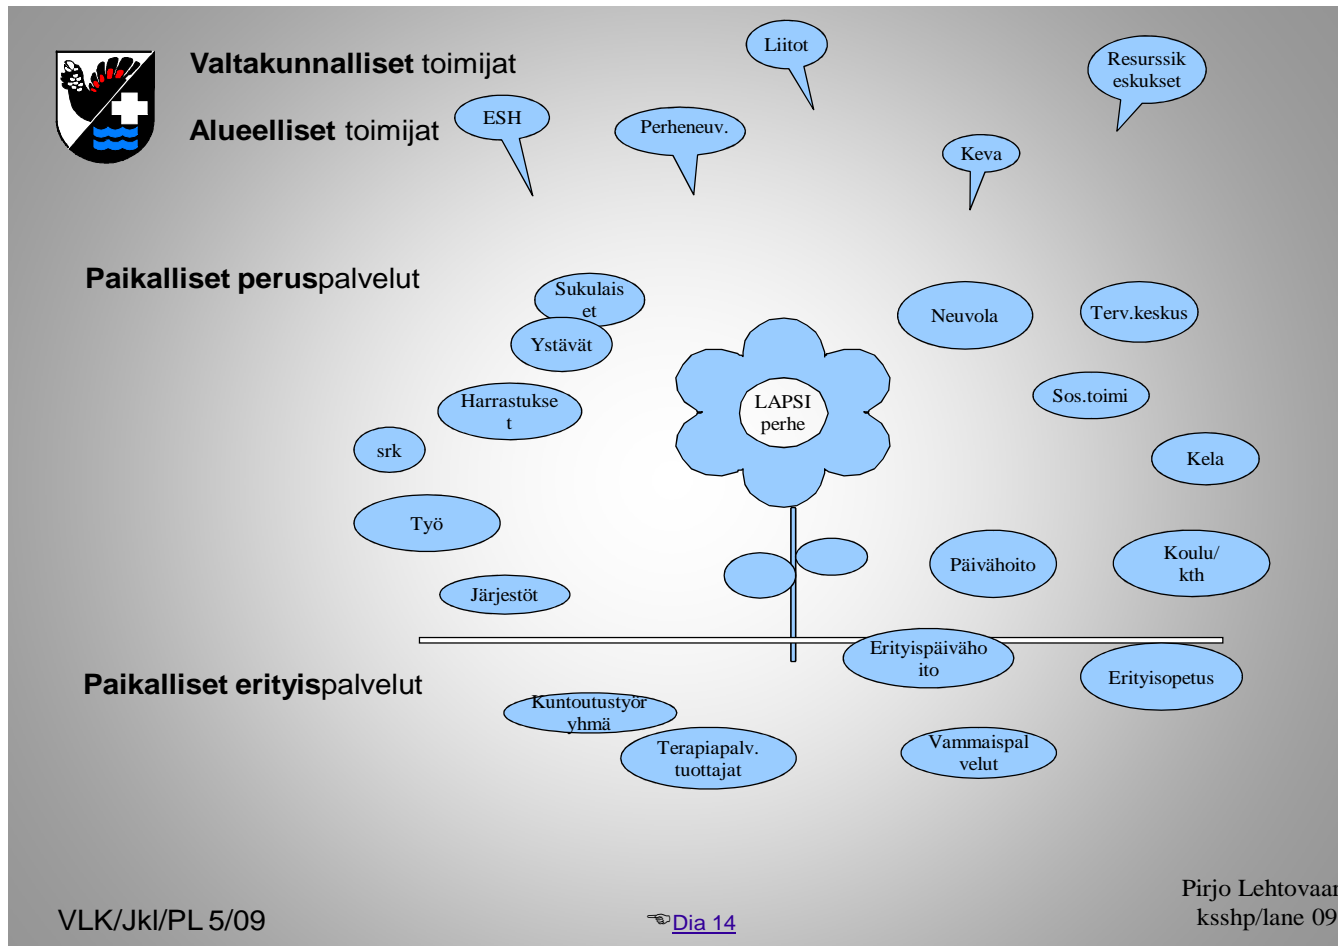 Valtakunnalliset toimijat
Liitot
Resurssik
eskukset
Alueelliset toimijat
ESH
Perheneuv.
Keva
Paikalliset peruspalvelut
Sukulais
et
Ystävät
Neuvola
Terv.keskus
Harrastukse
t
LAPSI
perhe
Sos.toimi
srk
Kela
Työ
Päivähoito
Koulu/
kth
Järjestöt
Erityispäiväho
ito
Erityisopetus
Paikalliset erityispalvelut
Kuntoutustyör
yhmä
Terapiapalv.
tuottajat
Vammaispal
velut
VLK/Jkl/PL 5/09
Dia 14
Pirjo Lehtovaar
ksshp/lane 09